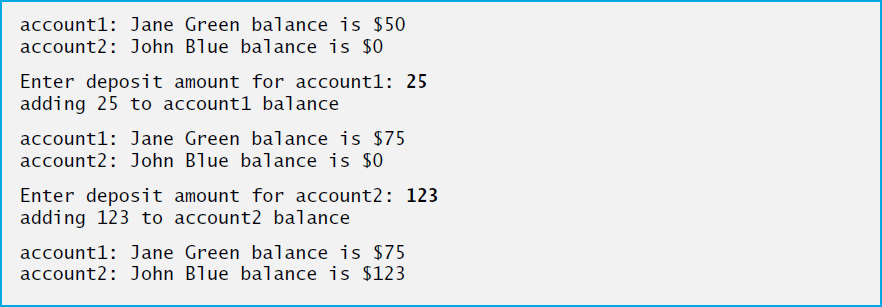 account1: Jane Green balance is $50
account2: John Blue balance is $0
Enter deposit amount for account1: 25
adding 25 to account1 balance
account1: Jane Green balance is $75
account2: John Blue balance is $0
Enter deposit amount for account2: 123
adding 123 to account2 balance
account1: Jane Green balance is $75
account2: John Blue balance is $123